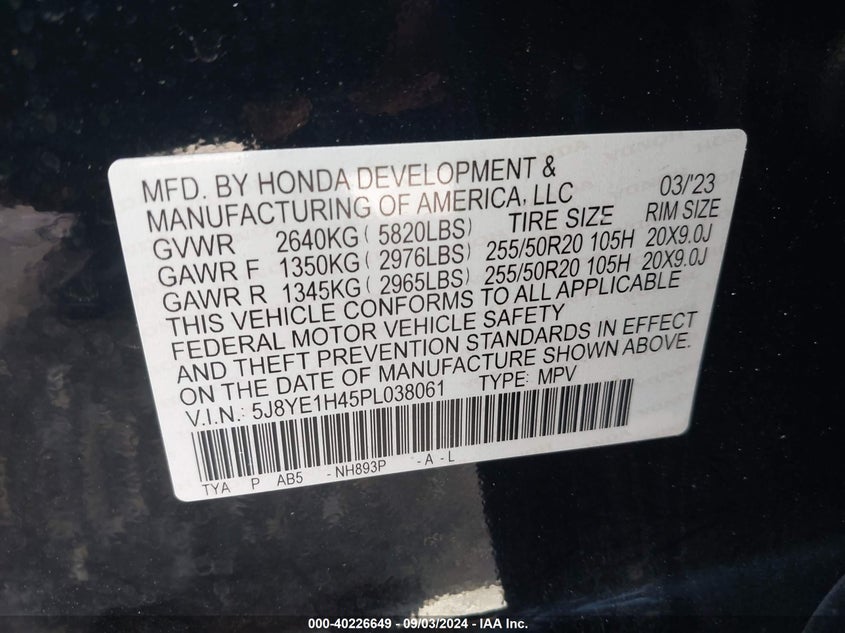 MFD. BY HONDA DEVELOPMENT &
MANUFACTURING OF AMERICA, LLC 03/'23
GVWR 2640KG ( 5820LBS) TIRE SIZE RIM SIZE
GAWR F 1350KG ( 2976LBS) 255/50R20 105H 20X9.0J
GAWR R 1345KG ( 2965LBS) 255/50R20 105H 20X9.0J
THIS VEHICLE CONFORMS TO ALL APPLICABLE
FEDERAL MOTOR VEHICLE SAFETY
AND THEFT PREVENTION STANDARDS IN EFFECT
ON THE DATE OF MANUFACTURE SHOWN ABOVE.
V.I.N.: 5J8YE1H45PL038061 TYPE: MPV
TYA P AB5 -NH893P -A -L
000-40226649 - 09/03/2024 - IAA Inc.